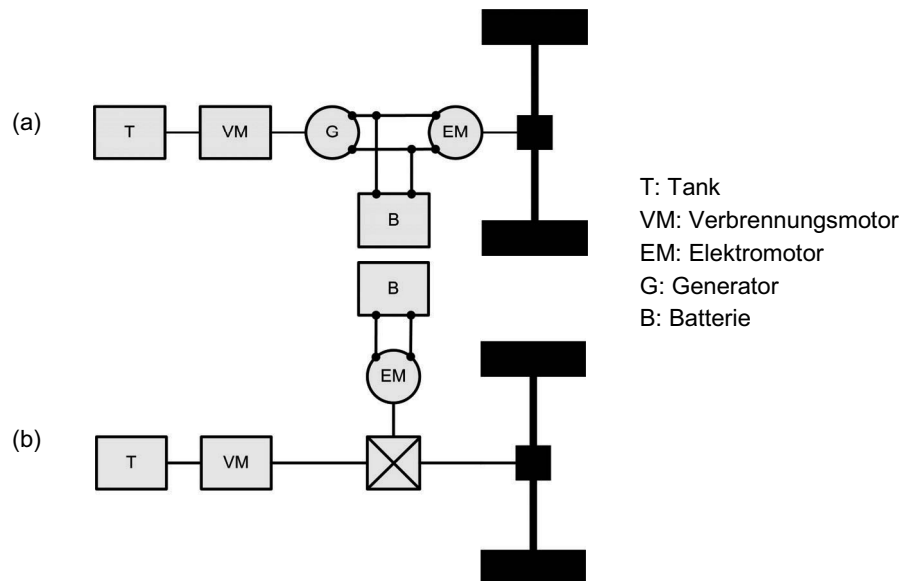 (a)
T
VM
G
EM
B
T: Tank
VM: Verbrennungsmotor
EM: Elektromotor
G: Generator
B: Batterie
B
EM
(b)
T
VM